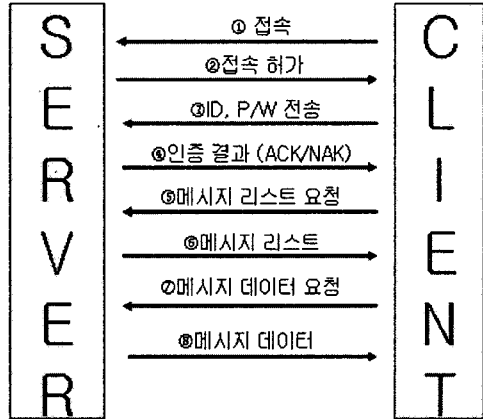 SERVER
① 접속
②접속 허가
③ID, P/W 전송
④인증 결과 (ACK/NAK)
⑤메시지 리스트 요청
⑥메시지 리스트
⑦메시지 데이터 요청
⑧메시지 데이터
CLIENT